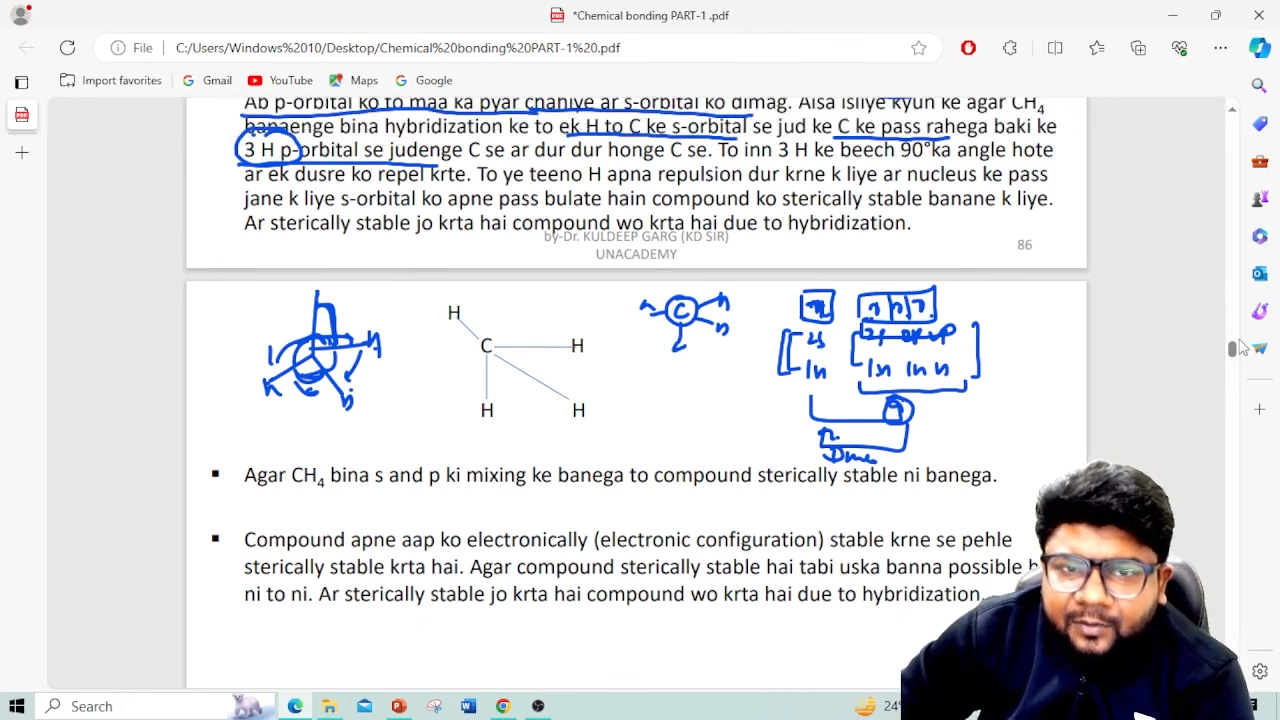 *Chemical bonding PART-1 .pdf
File
C:/Users/Windows%2010/Desktop/Chemical%20bonding%20PART-1%20.pdf
Import favorites
Gmail
YouTube
Maps
Google
Ab p-orbital ko to maa ka pyar chahiye ar s-orbital ko dimag. Aisa isliye kyun ke agar CH4
banaenge bina hybridization ke to ek H to C ke s-orbital se jud ke C ke pass rahega baki ke
3 H p-orbital se judenge C se ar dur dur honge C se. To inn 3 H ke beech 90°ka angle hote
ar ek dusre ko repel krte. To ye teeno H apna repulsion dur krne k liye ar nucleus ke pass
jane k liye s-orbital ko apne pass bulate hain compound ko sterically stable banane k liye.
Ar sterically stable jo krta hai compound wo krta hai due to hybridization.
by-Dr. KULDEEP GARG (KD SIR)
UNACADEMY
86
H
C
H
H
H
C
2s
▪ Agar CH4 bina s and p ki mixing ke banega to compound sterically stable ni banega.
▪ Compound apne aap ko electronically (electronic configuration) stable krne se pehle
sterically stable krta hai. Agar compound sterically stable hai tabi uska banna possible
ni to ni. Ar sterically stable jo krta hai compound wo krta hai due to hybridization.
Search
24°